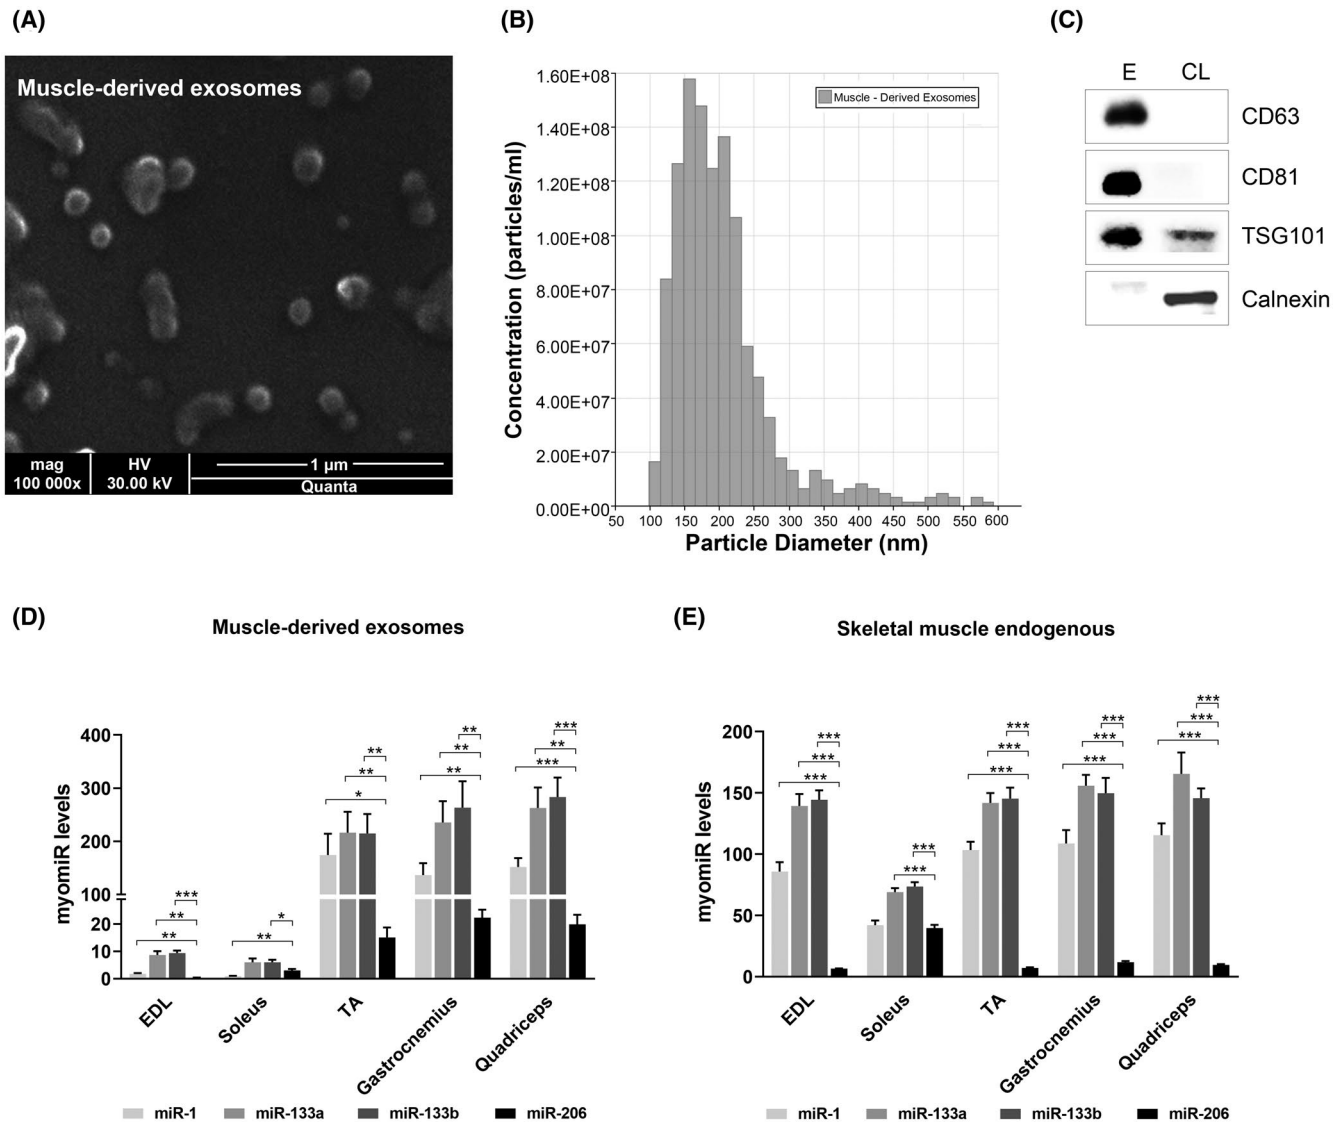 (A)
Muscle-derived exosomes
mag
100 000x
HV
30.00 kV
1 µm
Quanta
(B)
Concentration (particles/ml)
1.60E+08
1.40E+08
1.20E+08
1.00E+08
8.00E+07
6.00E+07
4.00E+07
2.00E+07
0.00E+00
50 100 150 200 250 300 350 400 450 500 550 600
Particle Diameter (nm)
Muscle - Derived Exosomes
(C)
E CL
CD63
CD81
TSG101
Calnexin
(D)
Muscle-derived exosomes
myomiR levels
400
300
200
100
20
10
0
** ** ***
** *
* ** **
** ** **
*** ** ***
EDL
Soleus
TA
Gastrocnemius
Quadriceps
miR-1 miR-133a miR-133b miR-206
(E)
Skeletal muscle endogenous
myomiR levels
200
150
100
50
0
*** *** ***
*** ***
*** *** ***
*** *** ***
*** *** ***
EDL
Soleus
TA
Gastrocnemius
Quadriceps
miR-1 miR-133a miR-133b miR-206